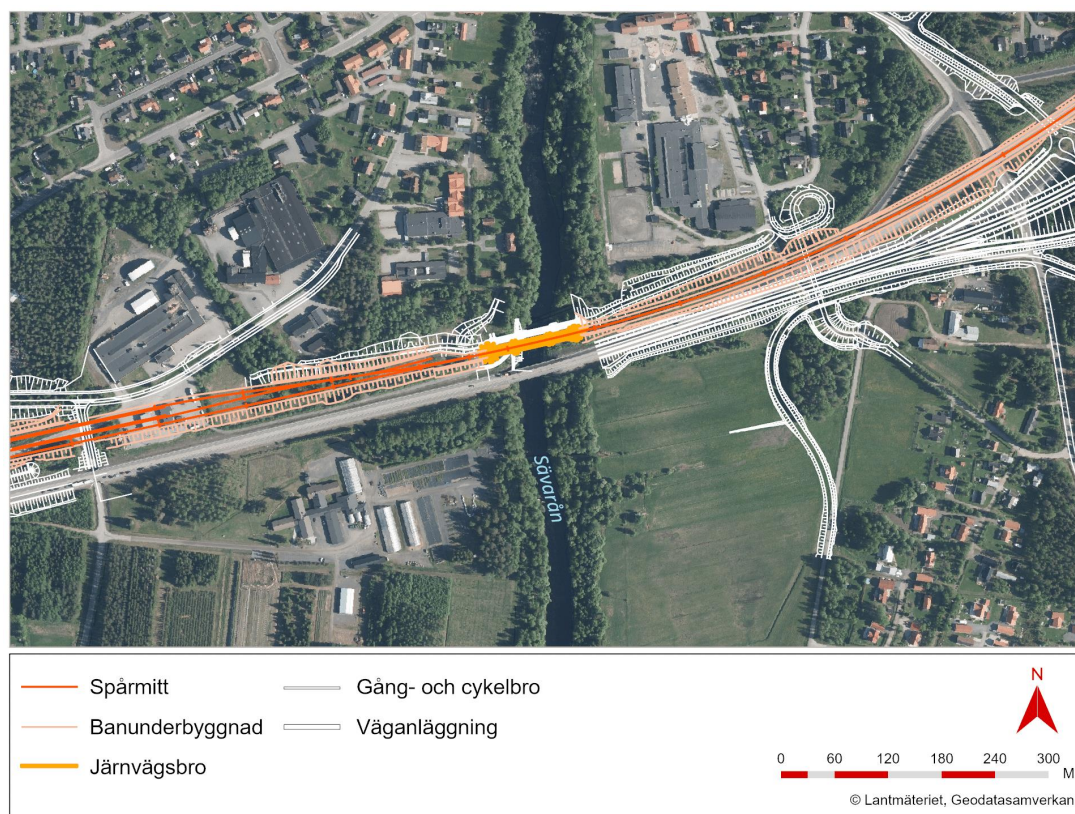 Sävarån
Spårmitt
Banunderbyggnad
Järnvägsbro
Gång- och cykelbro
Väganläggning
N
0 60 120 180 240 300
M
© Lantmäteriet, Geodatasamverkan